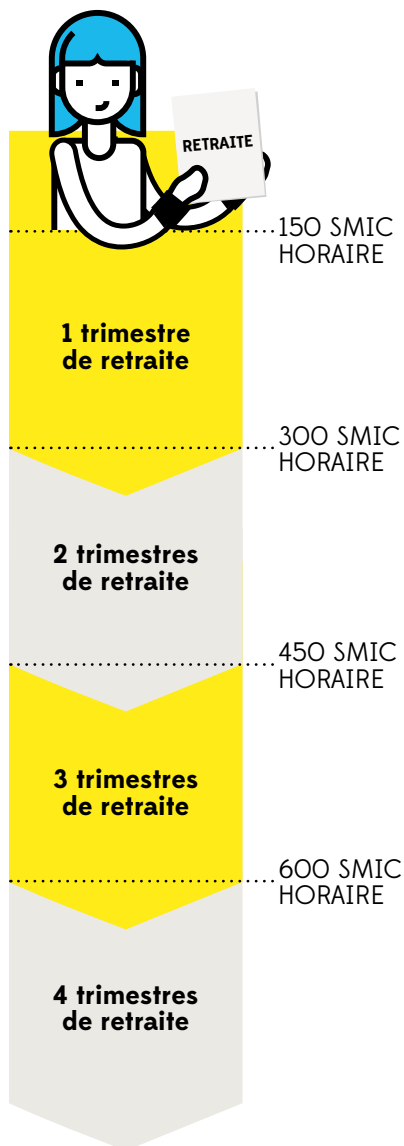 RETRAITE
150 SMIC
HORAIRE
1 trimestre
de retraite
300 SMIC
HORAIRE
2 trimestres
de retraite
450 SMIC
HORAIRE
3 trimestres
de retraite
600 SMIC
HORAIRE
4 trimestres
de retraite